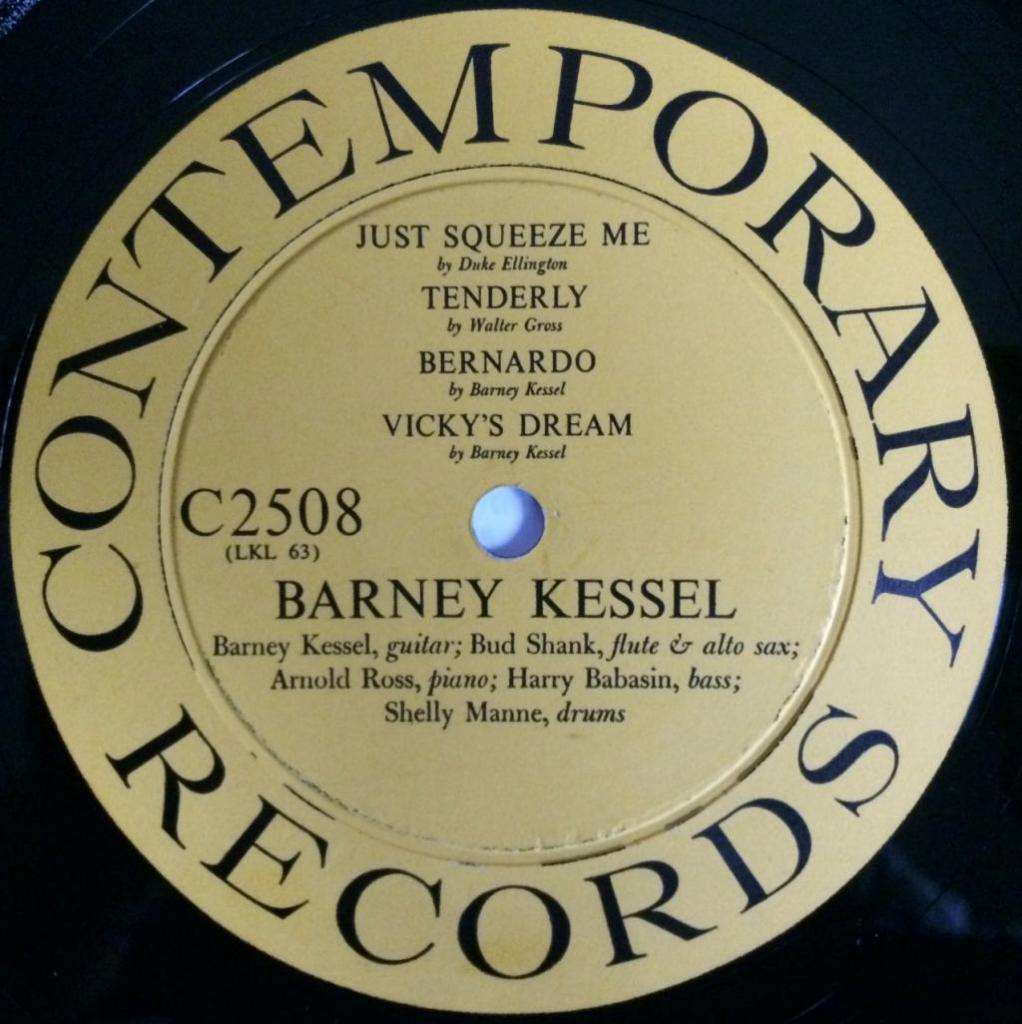 CONTEMPORARY
JUST SQUEEZE ME
by Duke Ellington
TENDERLY
by Walter Gross
BERNARDO
by Barney Kessel
VICKY'S DREAM
by Barney Kessel
C2508
(LKL 63)
BARNEY KESSEL
Barney Kessel, guitar; Bud Shank, flute & alto sax;
Arnold Ross, piano; Harry Babasin, bass;
Shelly Manne, drums
RECORDS